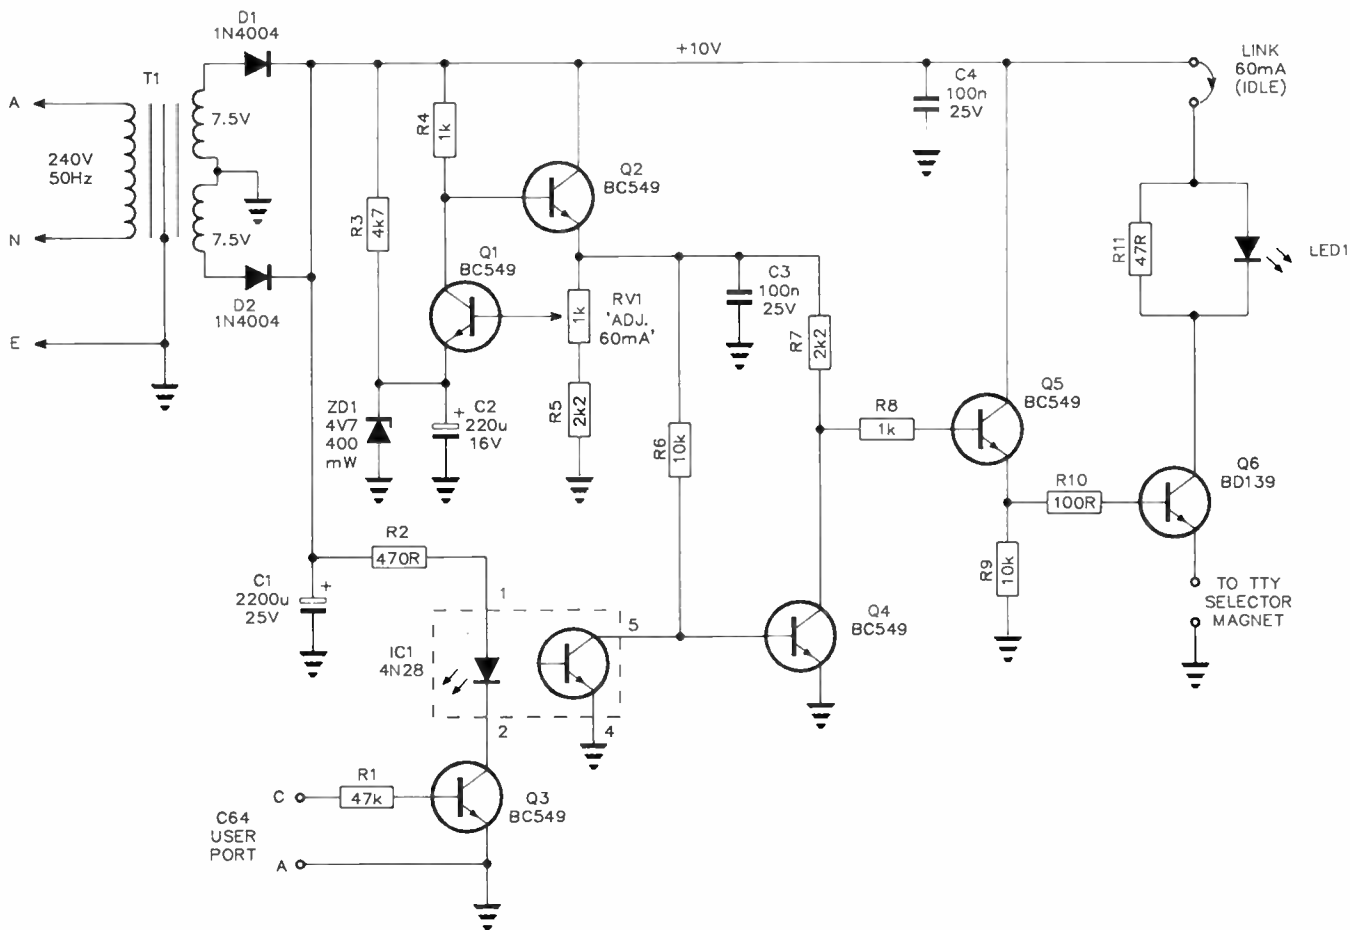 D1
1N4004
T1
A
7.5V
240V
50Hz
7.5V
N
D2
1N4004
E
+10V
R4
1k
Q2
BC549
R3
4k7
Q1
BC549
RV1
'ADJ.
60mA'
1k
C3
100n
25V
C4
100n
25V
LINK
60mA
(IDLE)
R11
47R
LED1
ZD1
4V7
400
mW
+
C2
220u
16V
R5
2k2
R6
10k
R7
2k2
R8
1k
Q5
BC549
R10
100R
Q6
BD139
R9
10k
TO TTY
SELECTOR
MAGNET
R2
470R
C1
2200u
25V
+
1
5
IC1
4N28
2
4
Q4
BC549
R1
47k
C
C64
USER
PORT
A
Q3
BC549